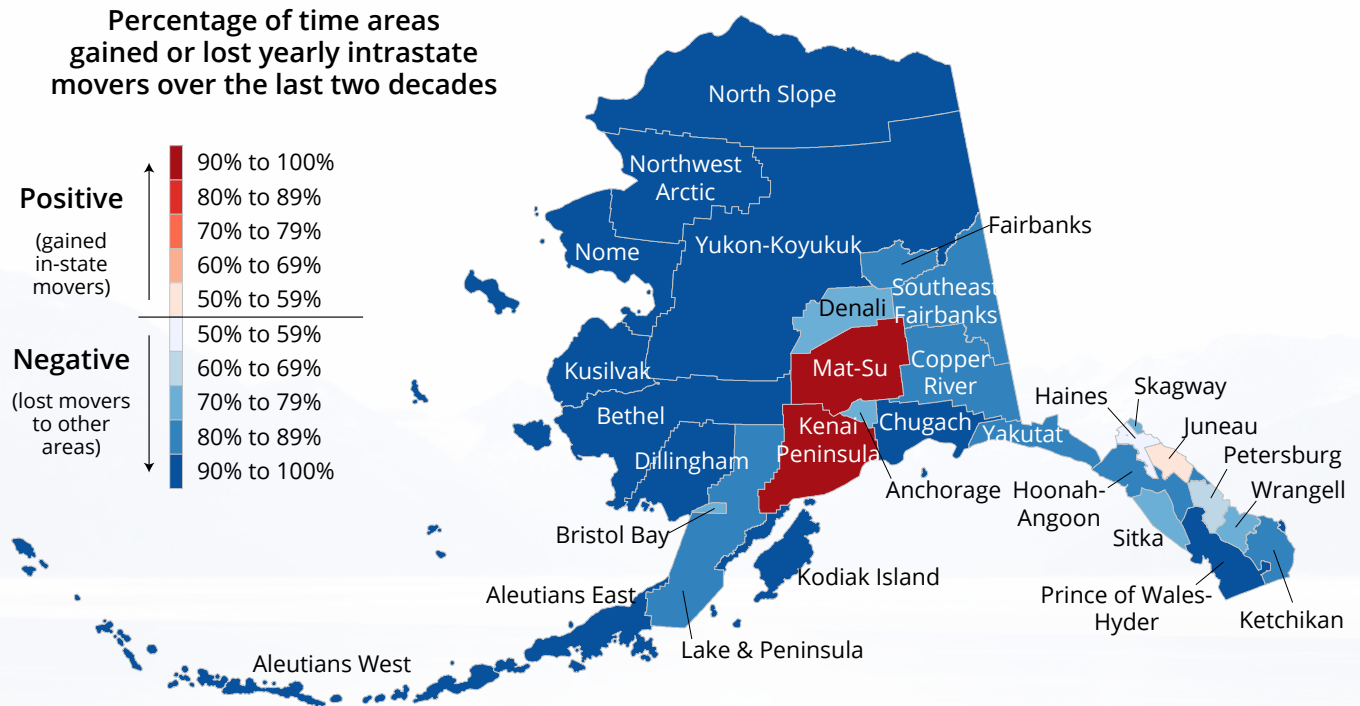 Percentage of time areas
gained or lost yearly intrastate
movers over the last two decades
90% to 100%
80% to 89%
70% to 79%
60% to 69%
50% to 59%
50% to 59%
60% to 69%
70% to 79%
80% to 89%
90% to 100%
Positive
(gained
in-state
movers)
Negative
(lost movers
to other
areas)
North Slope
Northwest
Arctic
Nome
Yukon-Koyukuk
Fairbanks
Southeast
Fairbanks
Denali
Mat-Su
Copper
River
Kusilvak
Bethel
Dillingham
Kenai
Peninsula
Chugach
Yakutat
Anchorage
Haines
Skagway
Juneau
Petersburg
Wrangell
Hoonah-
Angoon
Sitka
Prince of Wales-
Hyder
Ketchikan
Bristol Bay
Kodiak Island
Aleutians East
Lake & Peninsula
Aleutians West